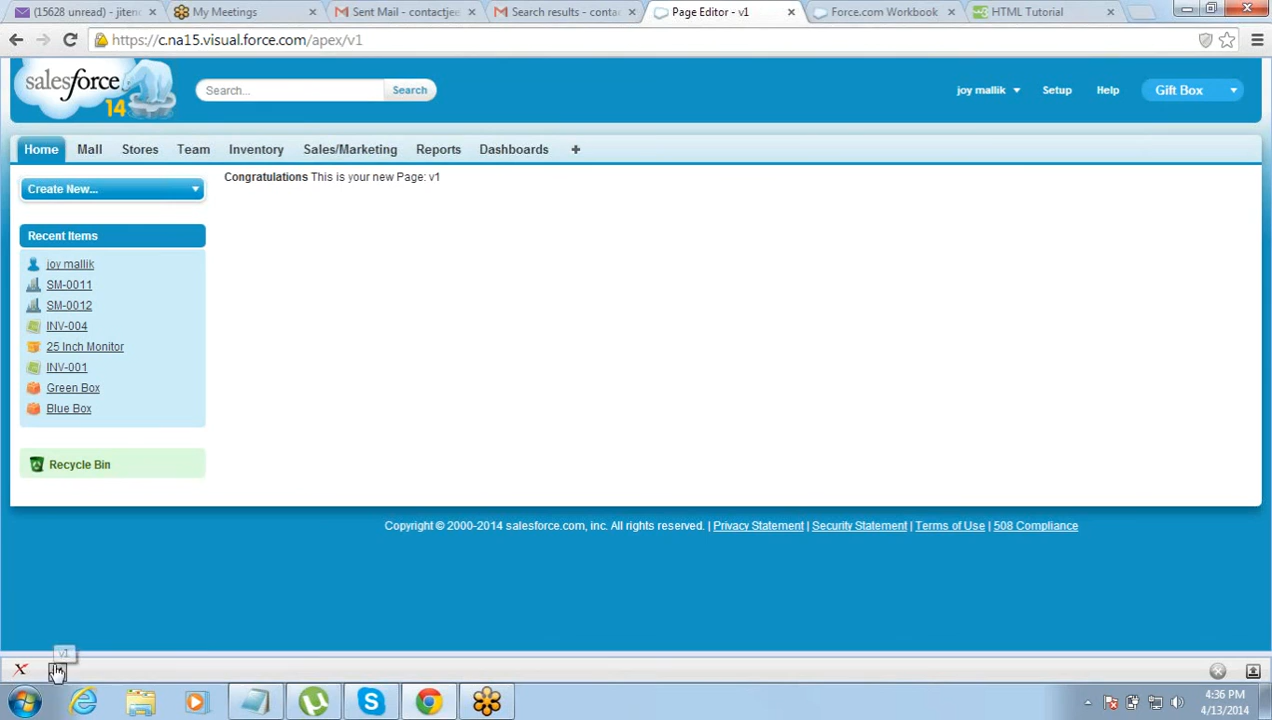 (15628 unread) - jiten
My Meetings
Sent Mail - contactjee
Search results - conta
Page Editor - v1
Force.com Workbook
HTML Tutorial
https://c.na15.visual.force.com/apex/v1
salesforce
14
Search...
Search
joy mallik
Setup
Help
Gift Box
Home
Mall
Stores
Team
Inventory
Sales/Marketing
Reports
Dashboards
+
Create New...
Congratulations This is your new Page: v1
Recent Items
joy mallik
SM-0011
SM-0012
INV-004
25 Inch Monitor
INV-001
Green Box
Blue Box
Recycle Bin
Copyright © 2000-2014 salesforce.com, inc. All rights reserved. | Privacy Statement | Security Statement | Terms of Use | 508 Compliance
v1
4:36 PM
4/13/2014